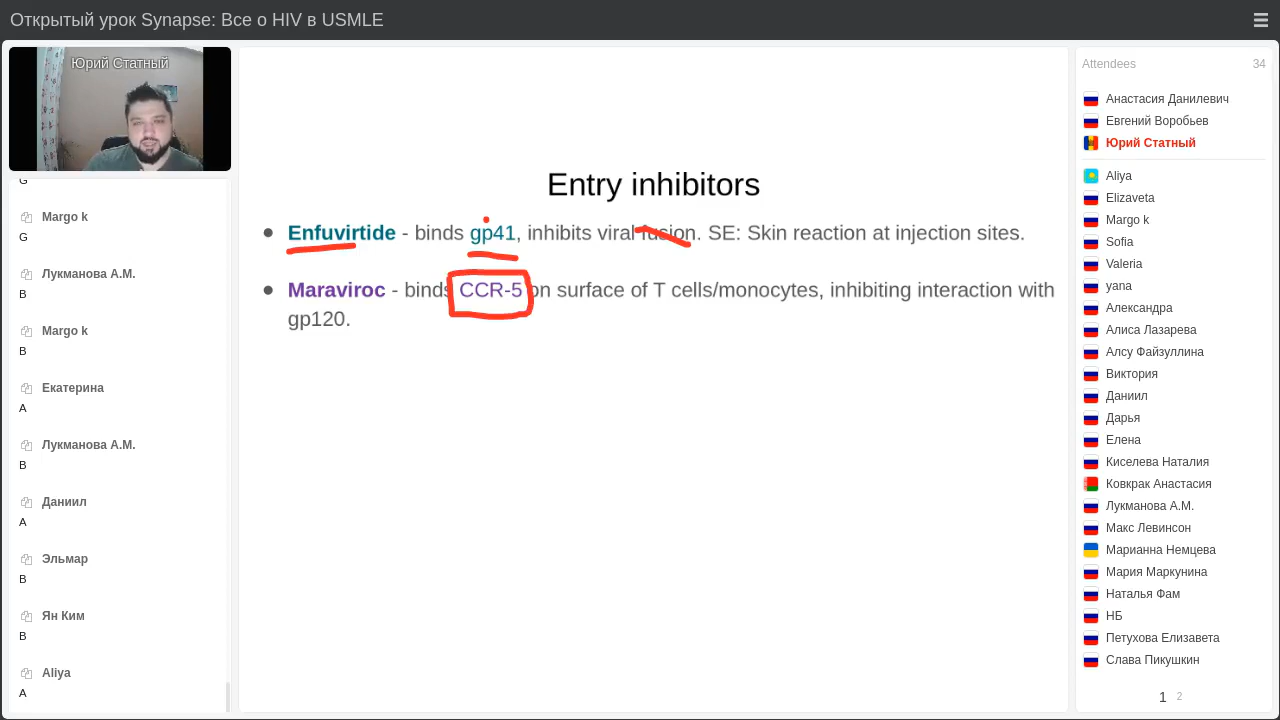 Открытый урок Synapse: Все о HIV в USMLE
Юрий Статный
G
Margo k
G
Лукманова А.М.
B
Margo k
B
Екатерина
A
Лукманова А.М.
B
Даниил
A
Эльмар
B
Ян Ким
B
Aliya
A
Entry inhibitors
Enfuvirtide - binds gp41, inhibits viral fusion. SE: Skin reaction at injection sites.
Maraviroc - binds CCR-5 on surface of T cells/monocytes, inhibiting interaction with
gp120.
Attendees 34
Анастасия Данилевич
Евгений Воробьев
Юрий Статный
Aliya
Elizaveta
Margo k
Sofia
Valeria
yana
Александра
Алиса Лазарева
Алсу Файзуллина
Виктория
Даниил
Дарья
Елена
Киселева Наталия
Ковкрак Анастасия
Лукманова А.М.
Макс Левинсон
Марианна Немцева
Мария Маркунина
Наталья Фам
НБ
Петухова Елизавета
Слава Пикушкин
1 2